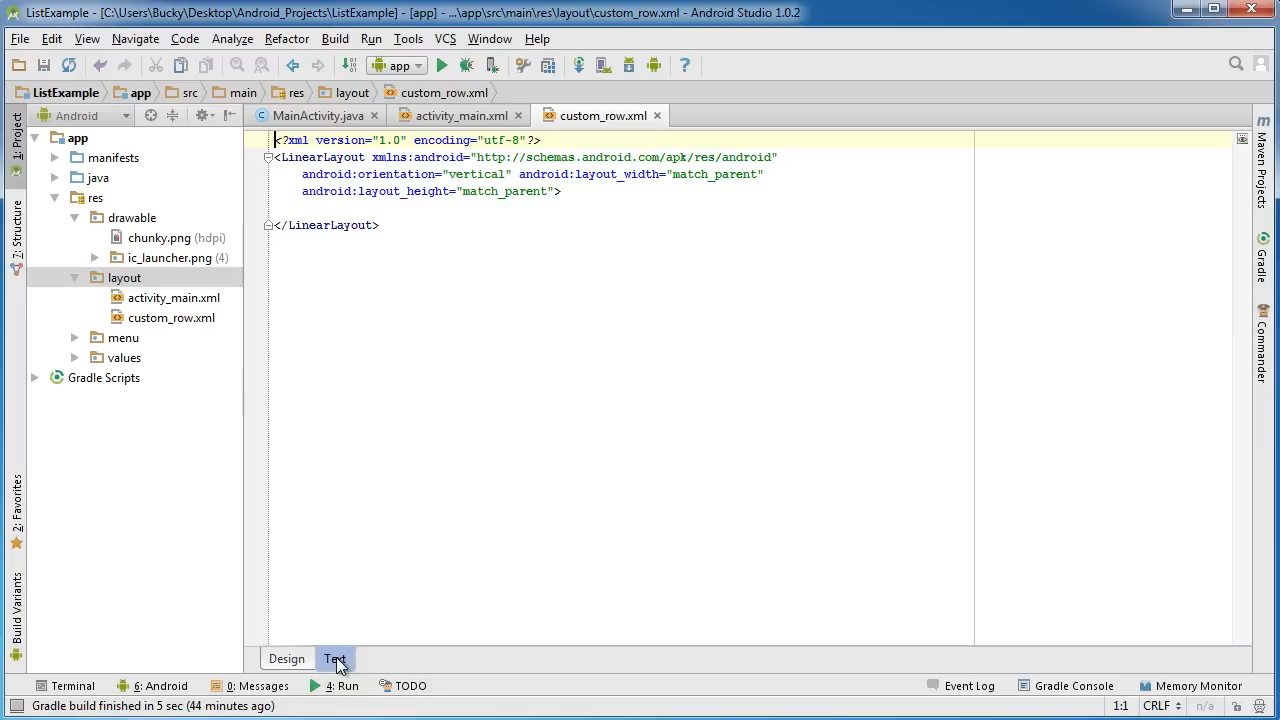 ListExample - [C:\Users\Bucky\Desktop\Android_Projects\ListExample] - [app] - ...\app\src\main\res\layout\custom_row.xml - Android Studio 1.0.2
File Edit View Navigate Code Analyze Refactor Build Run Tools VCS Window Help
app
ListExample app src main res layout custom_row.xml
Android MainActivity.java activity_main.xml custom_row.xml
1: Project
7: Structure
2: Favorites
Build Variants
app
manifests
java
res
drawable
chunky.png (hdpi)
ic_launcher.png (4)
layout
activity_main.xml
custom_row.xml
menu
values
Gradle Scripts
<?xml version="1.0" encoding="utf-8"?>
<LinearLayout xmlns:android="http://schemas.android.com/apk/res/android"
android:orientation="vertical" android:layout_width="match_parent"
android:layout_height="match_parent">
</LinearLayout>
Maven Projects
Gradle
Commander
Design Text
Terminal 6: Android 0: Messages 4: Run TODO Event Log Gradle Console Memory Monitor
Gradle build finished in 5 sec (44 minutes ago) 1:1 CRLF n/a